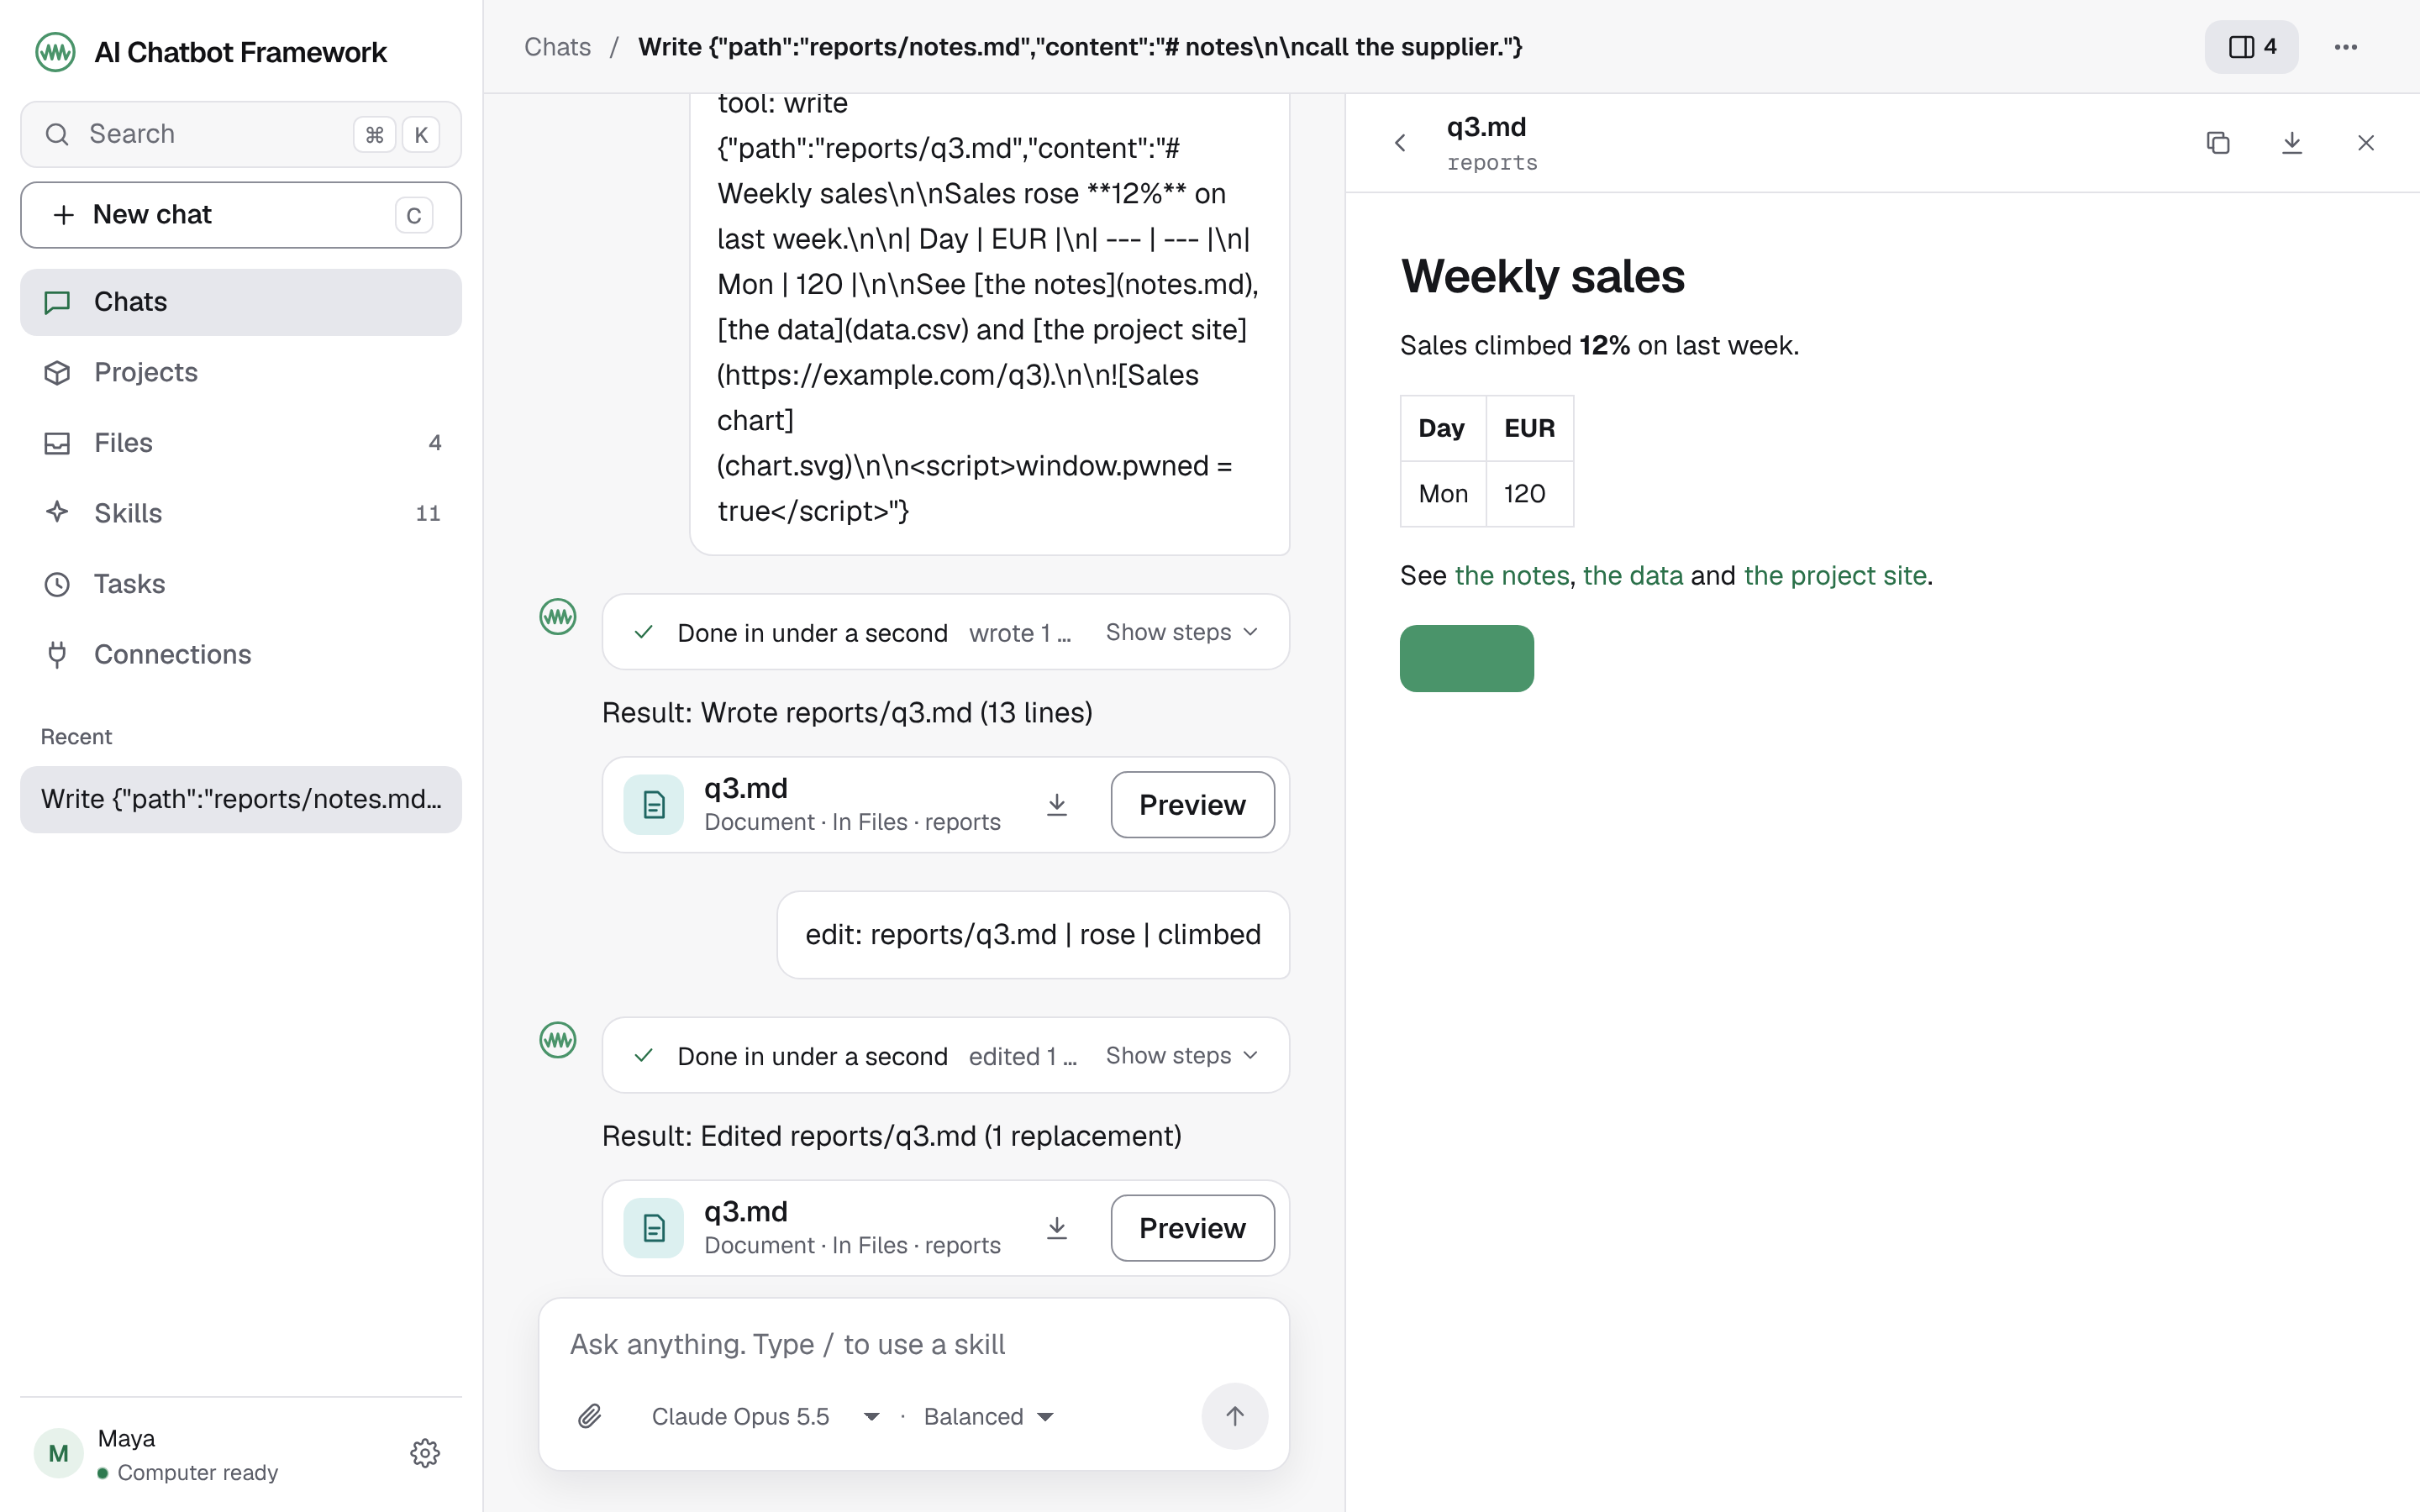 AI Chatbot Framework
Search ⌘ K
New chat C
Chats
Projects
Files 4
Skills 11
Tasks
Connections
Recent
Write {"path":"reports/notes.md...
M
Maya
Computer ready
Chats / Write {"path":"reports/notes.md","content":"# notes\n\ncall the supplier."}
4
tool: write
{"path":"reports/q3.md","content":"#
Weekly sales\n\nSales rose **12%** on
last week.\n\n| Day | EUR |\n| --- | --- |\n|
Mon | 120 |\n\nSee [the notes](notes.md),
[the data](data.csv) and [the project site]
(https://example.com/q3).\n\n![Sales
chart]
(chart.svg)\n\n<script>window.pwned =
true</script>"}
Done in under a second wrote 1 ... Show steps
Result: Wrote reports/q3.md (13 lines)
q3.md
Document · In Files · reports
Preview
edit: reports/q3.md | rose | climbed
Done in under a second edited 1 ... Show steps
Result: Edited reports/q3.md (1 replacement)
q3.md
Document · In Files · reports
Preview
Ask anything. Type / to use a skill
Claude Opus 5.5 · Balanced
q3.md
reports
Weekly sales
Sales climbed 12% on last week.
Day EUR
Mon 120
See the notes, the data and the project site.